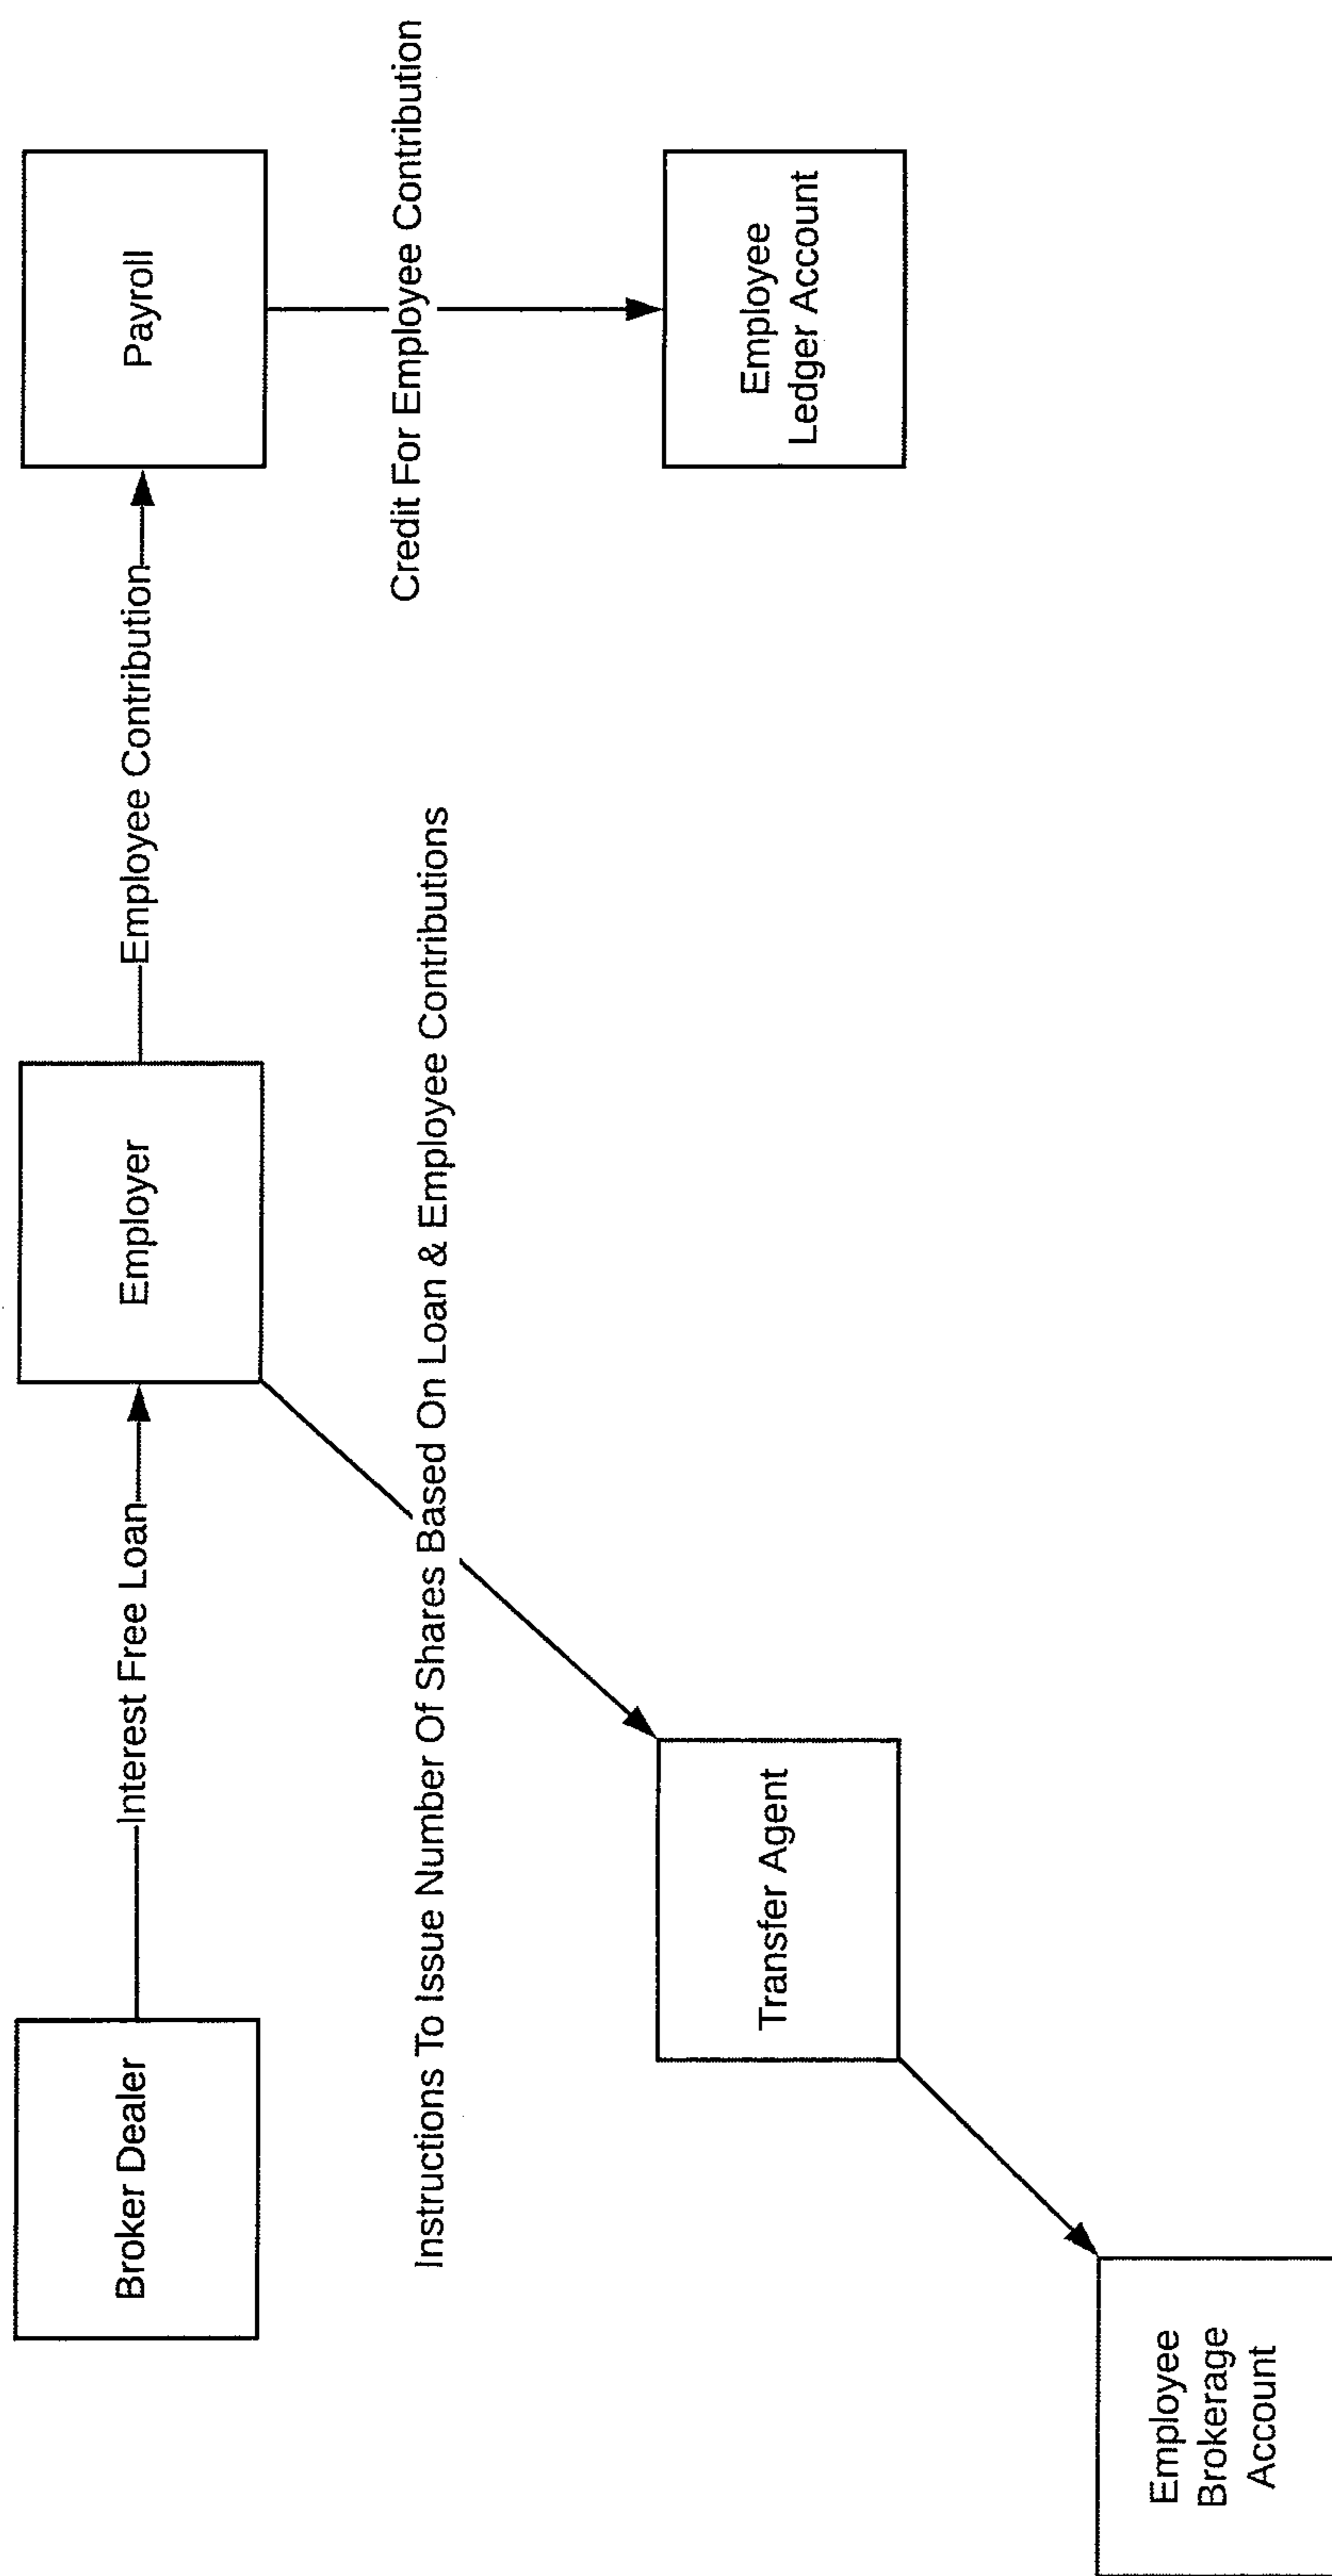 Broker Dealer
Interest Free Loan
Employer
Employee Contribution
Payroll
Instructions To Issue Number Of Shares Based On Loan & Employee Contributions
Credit For Employee Contribution
Transfer Agent
Employee
Ledger Account
Employee
Brokerage
Account